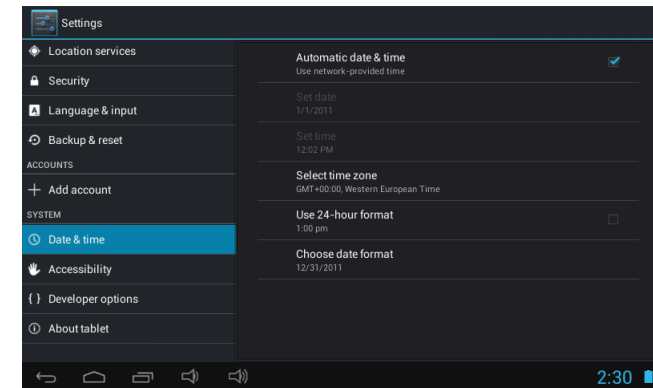 Settings
Location services
Security
Language & input
Backup & reset
ACCOUNTS
Add account
SYSTEM
Date & time
Accessibility
Developer options
About tablet
Automatic date & time
Use network-provided time
Set date
1/1/2011
Set time
12:02 PM
Select time zone
GMT+00:00, Western European Time
Use 24-hour format
1:00 pm
Choose date format
12/31/2011
2:30